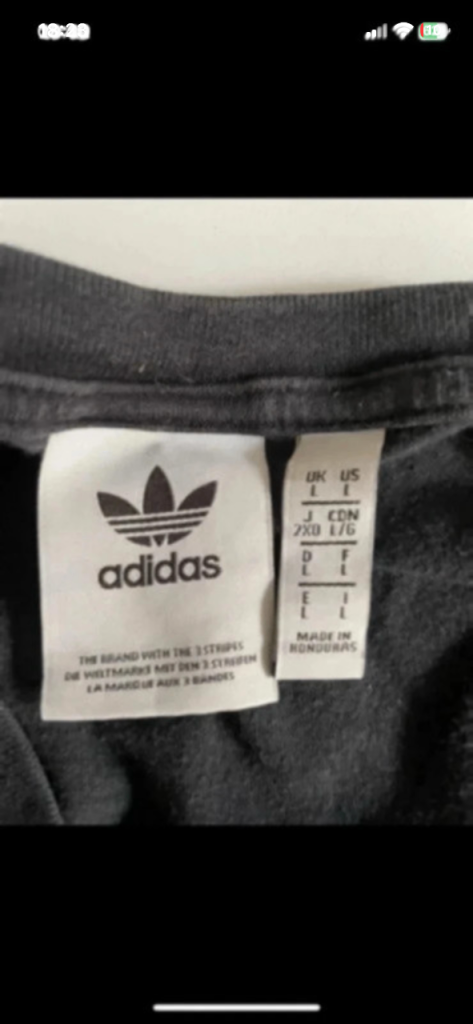 adidas
THE BRAND WITH THE 3 STRIPES
DIE WELTMARKE MIT DEN 3 STREIFEN
LA MARQUE AUX 3 BANDES
UK US
L L
J CDN
2XO L/G
D F
L L
E I
L L
MADE IN
HONDURAS